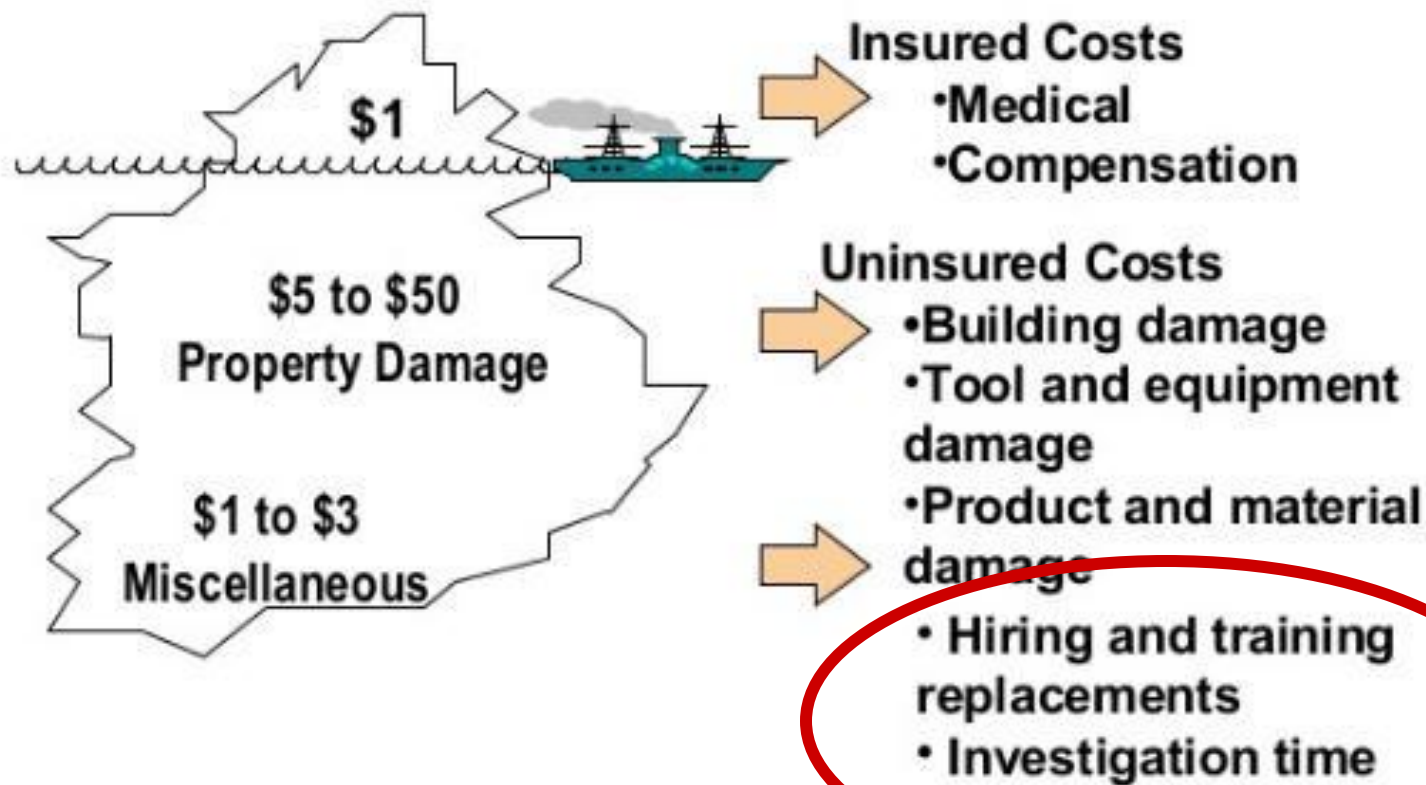 $1
$5 to $50
Property Damage
$1 to $3
Miscellaneous
Insured Costs
•Medical
•Compensation
Uninsured Costs
•Building damage
•Tool and equipment
damage
•Product and material
damage
• Hiring and training
replacements
• Investigation time